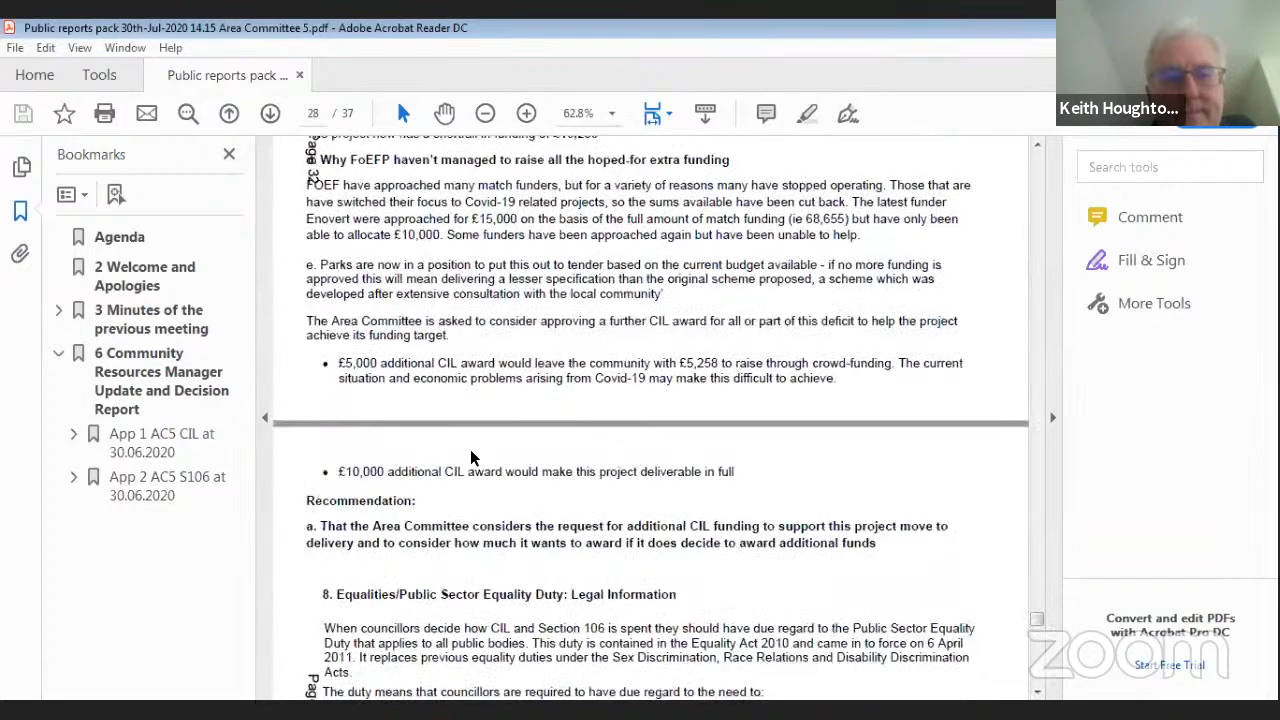 Public reports pack 30th-Jul-2020 14.15 Area Committee 5.pdf - Adobe Acrobat Reader DC
File Edit View Window Help
Home Tools Public reports pack ... ×
28 / 37 62.8%
Keith Houghto...
Bookmarks
Agenda
2 Welcome and
Apologies
3 Minutes of the
previous meeting
6 Community
Resources Manager
Update and Decision
Report
App 1 AC5 CIL at
30.06.2020
App 2 AC5 S106 at
30.06.2020
Page 32
Why FoEFP haven't managed to raise all the hoped-for extra funding
FOEF have approached many match funders, but for a variety of reasons many have stopped operating. Those that
have switched their focus to Covid-19 related projects, so the sums available have been cut back. The latest funder
Enovert were approached for £15,000 on the basis of the full amount of match funding (ie 68,655) but have only been
able to allocate £10,000. Some funders have been approached again but have been unable to help.
e. Parks are now in a position to put this out to tender based on the current budget available - if no more funding is
approved this will mean delivering a lesser specification than the original scheme proposed, a scheme which was
developed after extensive consultation with the local community'
The Area Committee is asked to consider approving a further CIL award for all or part of this deficit to help the project
achieve its funding target.
• £5,000 additional CIL award would leave the community with £5,258 to raise through crowd-funding. The current
situation and economic problems arising from Covid-19 may make this difficult to achieve.
• £10,000 additional CIL award would make this project deliverable in full
Recommendation:
a. That the Area Committee considers the request for additional CIL funding to support this project move to
delivery and to consider how much it wants to award if it does decide to award additional funds
8. Equalities/Public Sector Equality Duty: Legal Information
When councillors decide how CIL and Section 106 is spent they should have due regard to the Public Sector Equality
Duty that applies to all public bodies. This duty is contained in the Equality Act 2010 and came in to force on 6 April
2011. It replaces previous equality duties under the Sex Discrimination, Race Relations and Disability Discrimination
Acts.
The duty means that councillors are required to have due regard to the need to:
Pag
Search tools
Comment
Fill & Sign
More Tools
Convert and edit PDFs
with Acrobat Pro DC
Start Free Trial
zoom